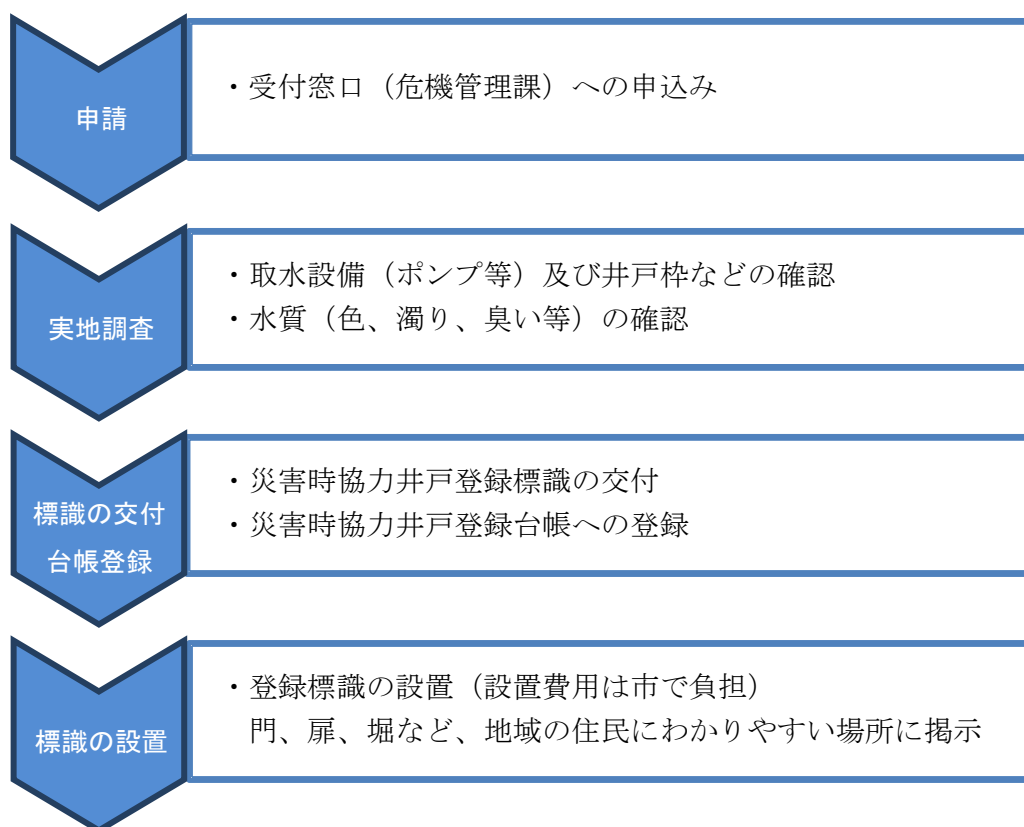 申請
・受付窓口（危機管理課）への申込み
実地調査
・取水設備（ポンプ等）及び井戸枠などの確認
・水質（色、濁り、臭い等）の確認
標識の交付
台帳登録
・災害時協力井戸登録標識の交付
・災害時協力井戸登録台帳への登録
標識の設置
・登録標識の設置（設置費用は市で負担）
門、扉、堀など、地域の住民にわかりやすい場所に掲示